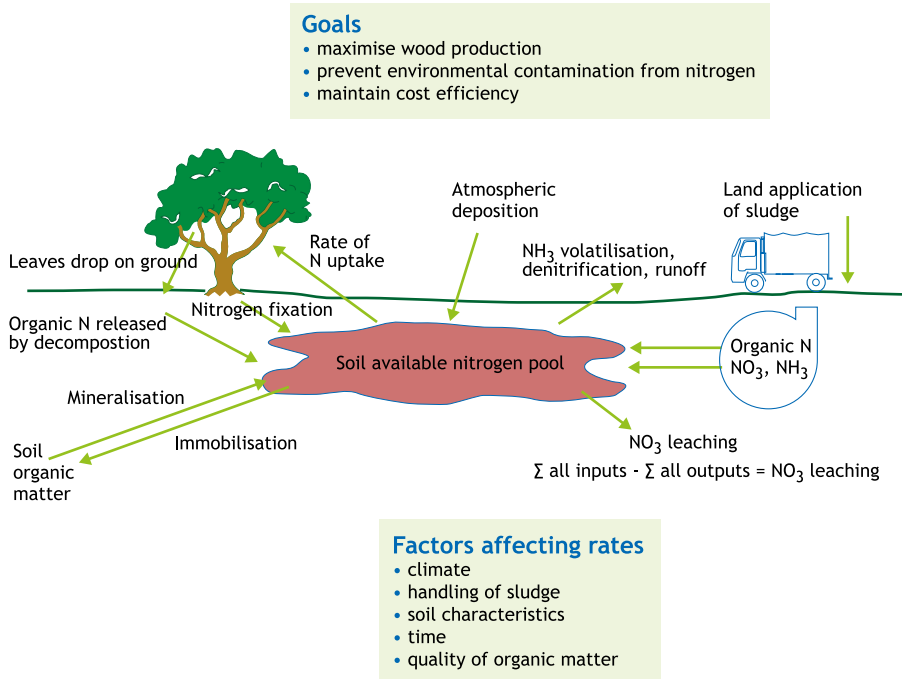 Goals
• maximise wood production
• prevent environmental contamination from nitrogen
• maintain cost efficiency
Atmospheric
deposition
Land application
of sludge
Rate of
N uptake
NH3 volatilisation,
denitrification, runoff
Leaves drop on ground
Nitrogen fixation
Organic N released
by decompostion
Soil available nitrogen pool
Organic N
NO3, NH3
Mineralisation
Immobilisation
Soil
organic
matter
NO3 leaching
Σ all inputs - Σ all outputs = NO3 leaching
Factors affecting rates
• climate
• handling of sludge
• soil characteristics
• time
• quality of organic matter